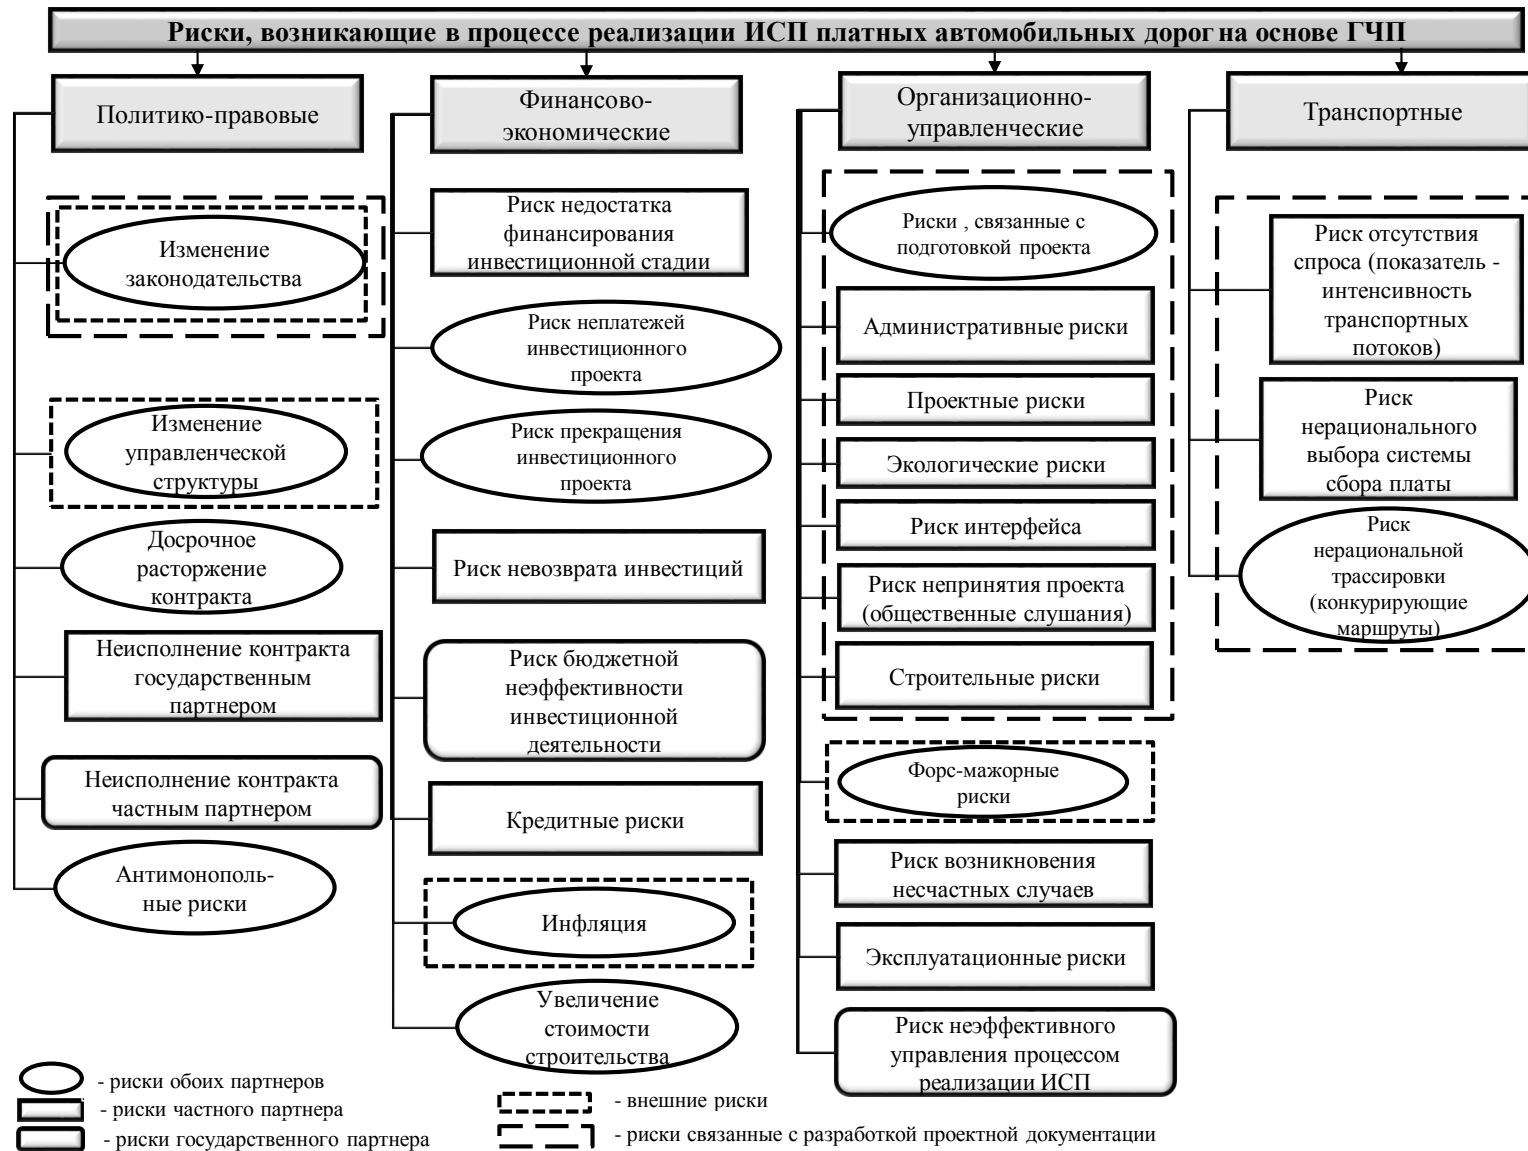 Риски, возникающие в процессе реализации ИСП платных автомобильных дорог на основе ГЧП
Политико-правовые
Изменение
законодательства
Изменение
управленческой
структуры
Досрочное
расторжение
контракта
Неисполнение контракта
государственным
партнером
Неисполнение контракта
частным партнером
Антимонополь-
ные риски
Финансово-
экономические
Риск недостатка
финансирования
инвестиционной стадии
Риск неплатежей
инвестиционного
проекта
Риск прекращения
инвестиционного
проекта
Риск невозврата инвестиций
Риск бюджетной
неэффективности
инвестиционной
деятельности
Кредитные риски
Инфляция
Увеличение
стоимости
строительства
Организационно-
управленческие
Риски , связанные с
подготовкой проекта
Административные риски
Проектные риски
Экологические риски
Риск интерфейса
Риск непринятия проекта
(общественные слушания)
Строительные риски
Форс-мажорные
риски
Риск возникновения
несчастных случаев
Эксплуатационные риски
Риск неэффективного
управления процессом
реализации ИСП
Транспортные
Риск отсутствия
спроса (показатель -
интенсивность
транспортных
потоков)
Риск
нерационального
выбора системы
сбора платы
Риск
нерациональной
трассировки
(конкурирующие
маршруты)
- риски обоих партнеров
- риски частного партнера
- риски государственного партнера
- внешние риски
- риски связанные с разработкой проектной документации